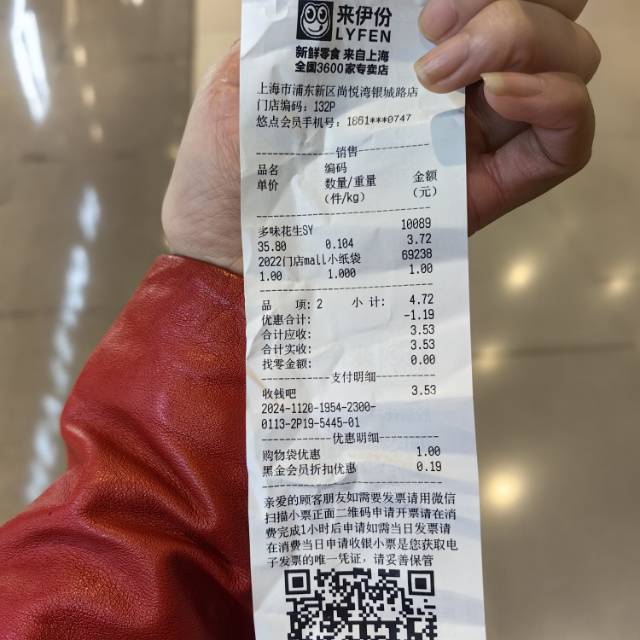 来伊份
LYFEN
新鲜零食 来自上海
全国3600家专卖店
上海市浦东新区尚悦湾银城路店
门店编码：132P
悠点会员手机号：1861***0747
销售
品名 编码
单价 数量/重量 金额
（件/kg） （元）
多味花生SY 10089
35.80 0.104 3.72
2022门店mall小纸袋 69238
1.00 1.000 1.00
品 项：2 小 计： 4.72
优惠合计： -1.19
合计应收： 3.53
合计实收： 3.53
找零金额： 0.00
支付明细
收钱吧 3.53
2024-1120-1954-2300-
0113-2P19-5445-01
优惠明细
购物袋优惠 1.00
黑金会员折扣优惠 0.19
亲爱的顾客朋友如需要发票请用微信
扫描小票正面二维码申请开票请在消
费完成1小时后申请如需当日发票请
在消费当日申请收银小票是您获取电
子发票的唯一凭证，请妥善保管